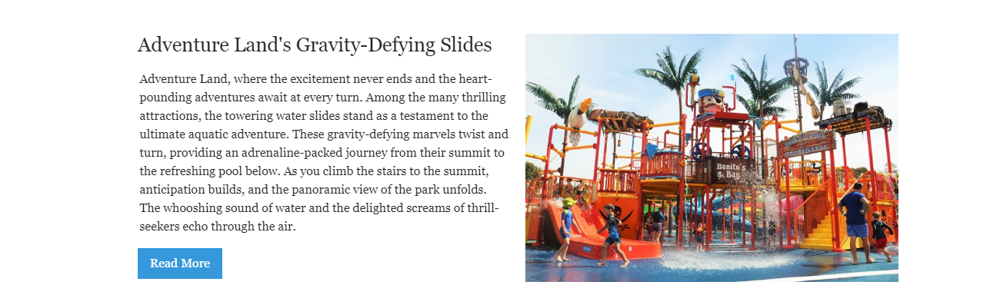 Adventure Land's Gravity-Defying Slides
Adventure Land, where the excitement never ends and the heart-
pounding adventures await at every turn. Among the many thrilling
attractions, the towering water slides stand as a testament to the
ultimate aquatic adventure. These gravity-defying marvels twist and
turn, providing an adrenaline-packed journey from their summit to
the refreshing pool below. As you climb the stairs to the summit,
anticipation builds, and the panoramic view of the park unfolds.
The whooshing sound of water and the delighted screams of thrill-
seekers echo through the air.
Read More
Bonito's
Bay